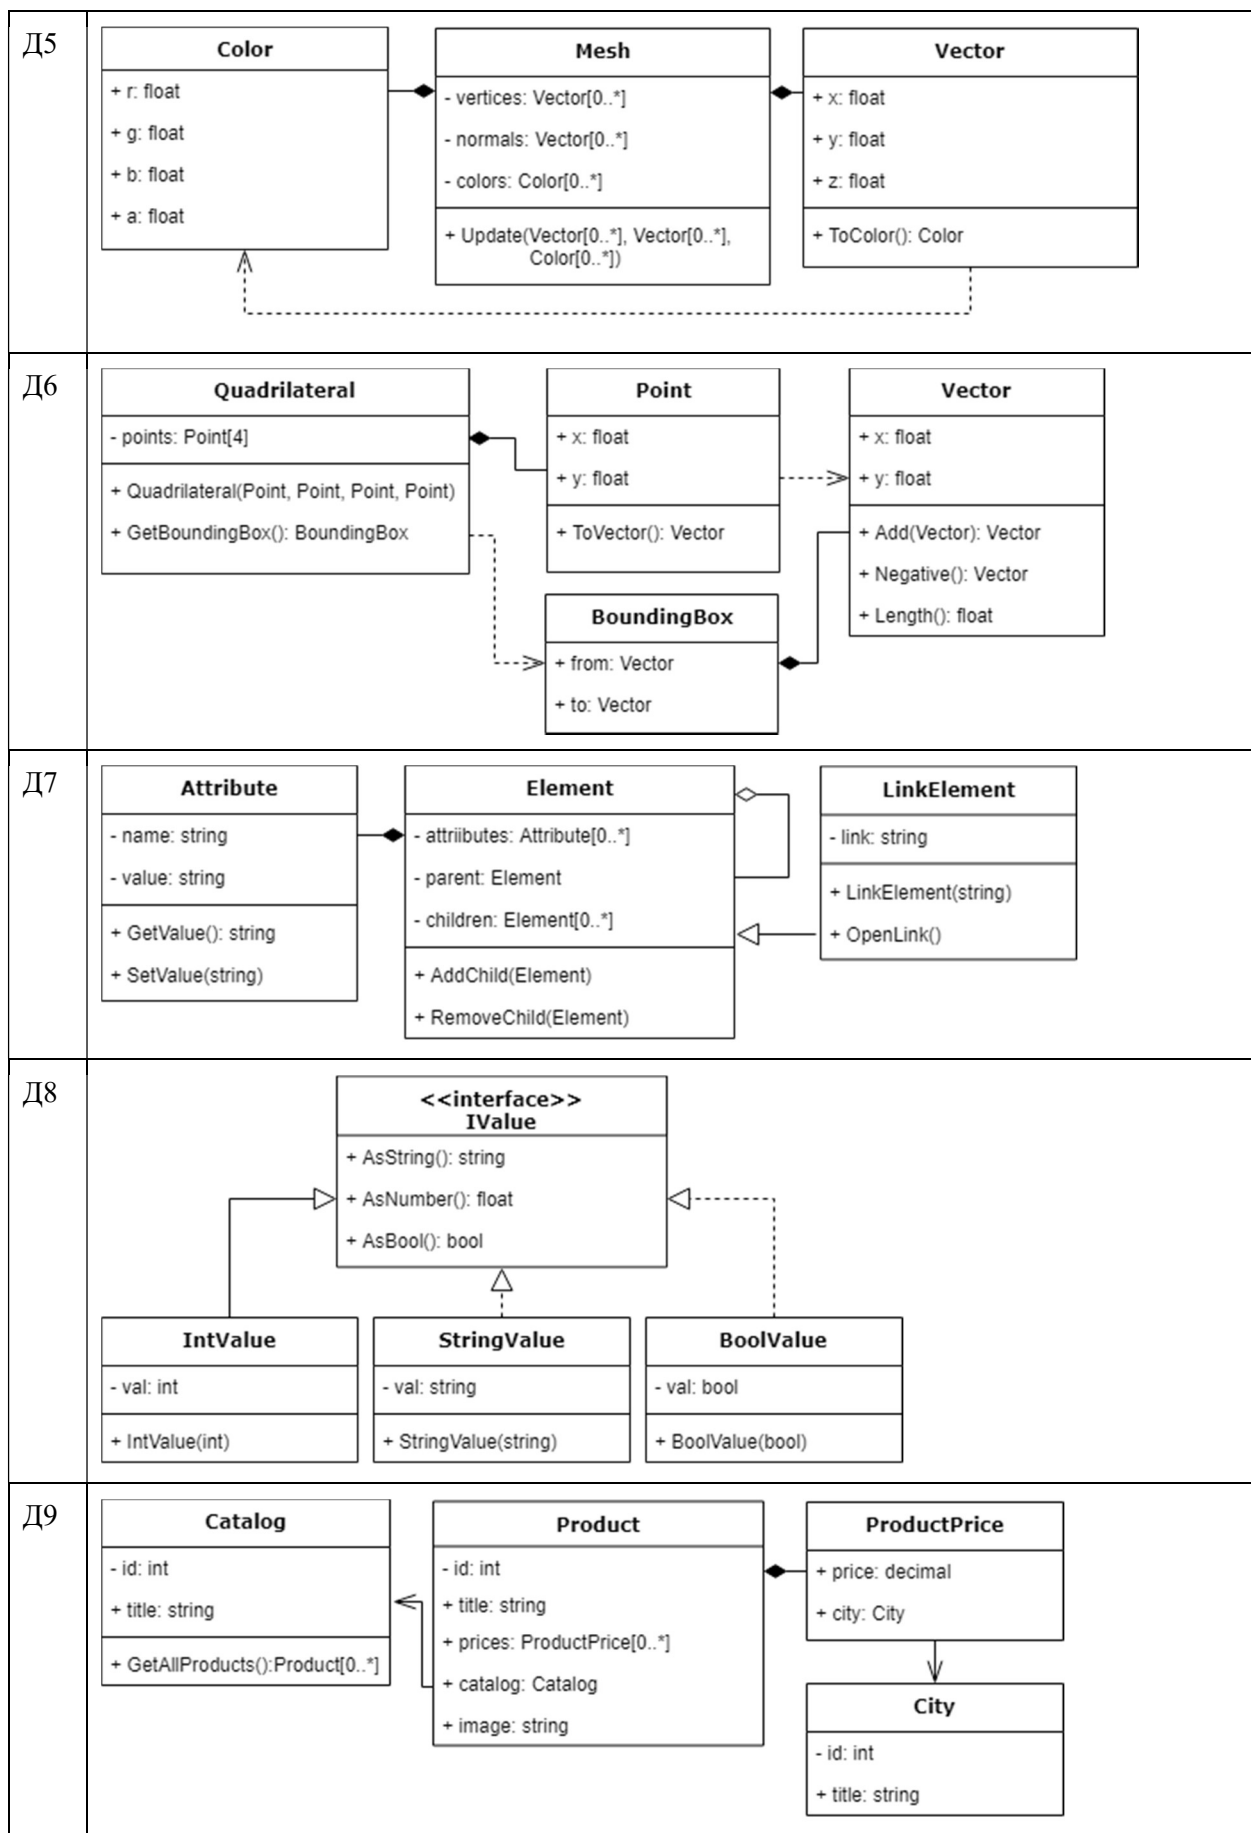 Д5
Color
+ r: float
+ g: float
+ b: float
+ a: float
Mesh
- vertices: Vector[0..*]
- normals: Vector[0..*]
- colors: Color[0..*]
+ Update(Vector[0..*], Vector[0..*],
Color[0..*])
Vector
+ x: float
+ y: float
+ z: float
+ ToColor(): Color
Д6
Quadrilateral
- points: Point[4]
+ Quadrilateral(Point, Point, Point, Point)
+ GetBoundingBox(): BoundingBox
Point
+ x: float
+ y: float
+ ToVector(): Vector
Vector
+ x: float
+ y: float
+ Add(Vector): Vector
+ Negative(): Vector
+ Length(): float
BoundingBox
+ from: Vector
+ to: Vector
Д7
Attribute
- name: string
- value: string
+ GetValue(): string
+ SetValue(string)
Element
- attriibutes: Attribute[0..*]
- parent: Element
- children: Element[0..*]
+ AddChild(Element)
+ RemoveChild(Element)
LinkElement
- link: string
+ LinkElement(string)
+ OpenLink()
Д8
<<interface>>
IValue
+ AsString(): string
+ AsNumber(): float
+ AsBool(): bool
IntValue
- val: int
+ IntValue(int)
StringValue
- val: string
+ StringValue(string)
BoolValue
- val: bool
+ BoolValue(bool)
Д9
Catalog
- id: int
+ title: string
+ GetAllProducts():Product[0..*]
Product
- id: int
+ title: string
+ prices: ProductPrice[0..*]
+ catalog: Catalog
+ image: string
ProductPrice
+ price: decimal
+ city: City
City
- id: int
+ title: string